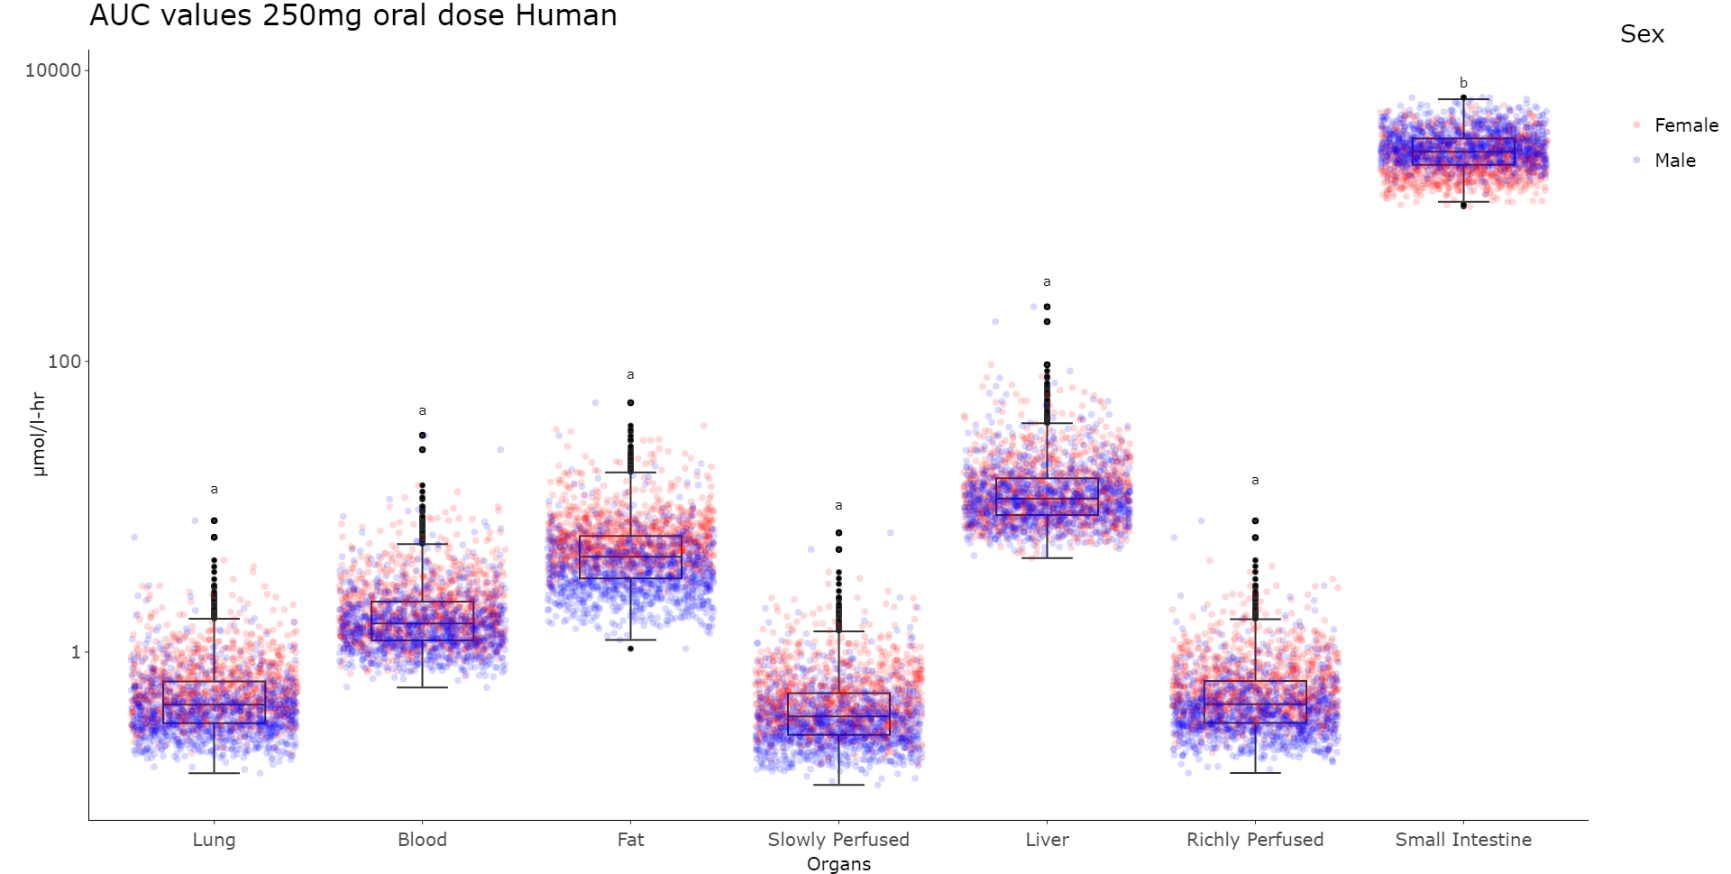 AUC values 250mg oral dose Human
Sex
Female
Male
10000
100
1
µmol/l-hr
a
a
a
a
a
a
b
Lung
Blood
Fat
Slowly Perfused
Liver
Richly Perfused
Small Intestine
Organs